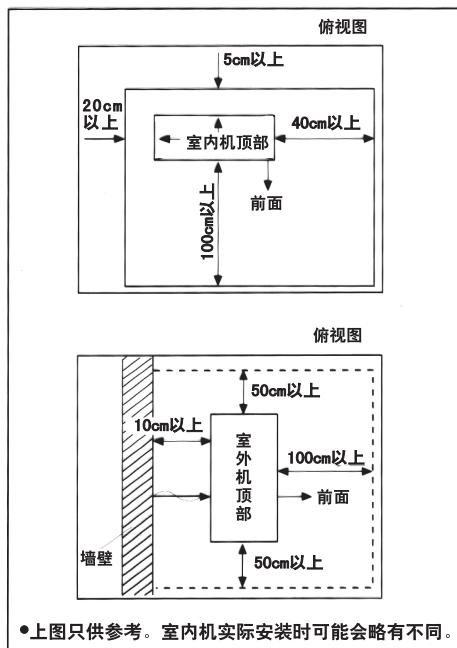 俯视图
5cm以上
20cm
以上
40cm以上
室内机顶部
100cm以上
前面
俯视图
50cm以上
10cm以上
室外机顶部
100cm以上
前面
墙壁
50cm以上
●上图只供参考。室内机实际安装时可能会略有不同。